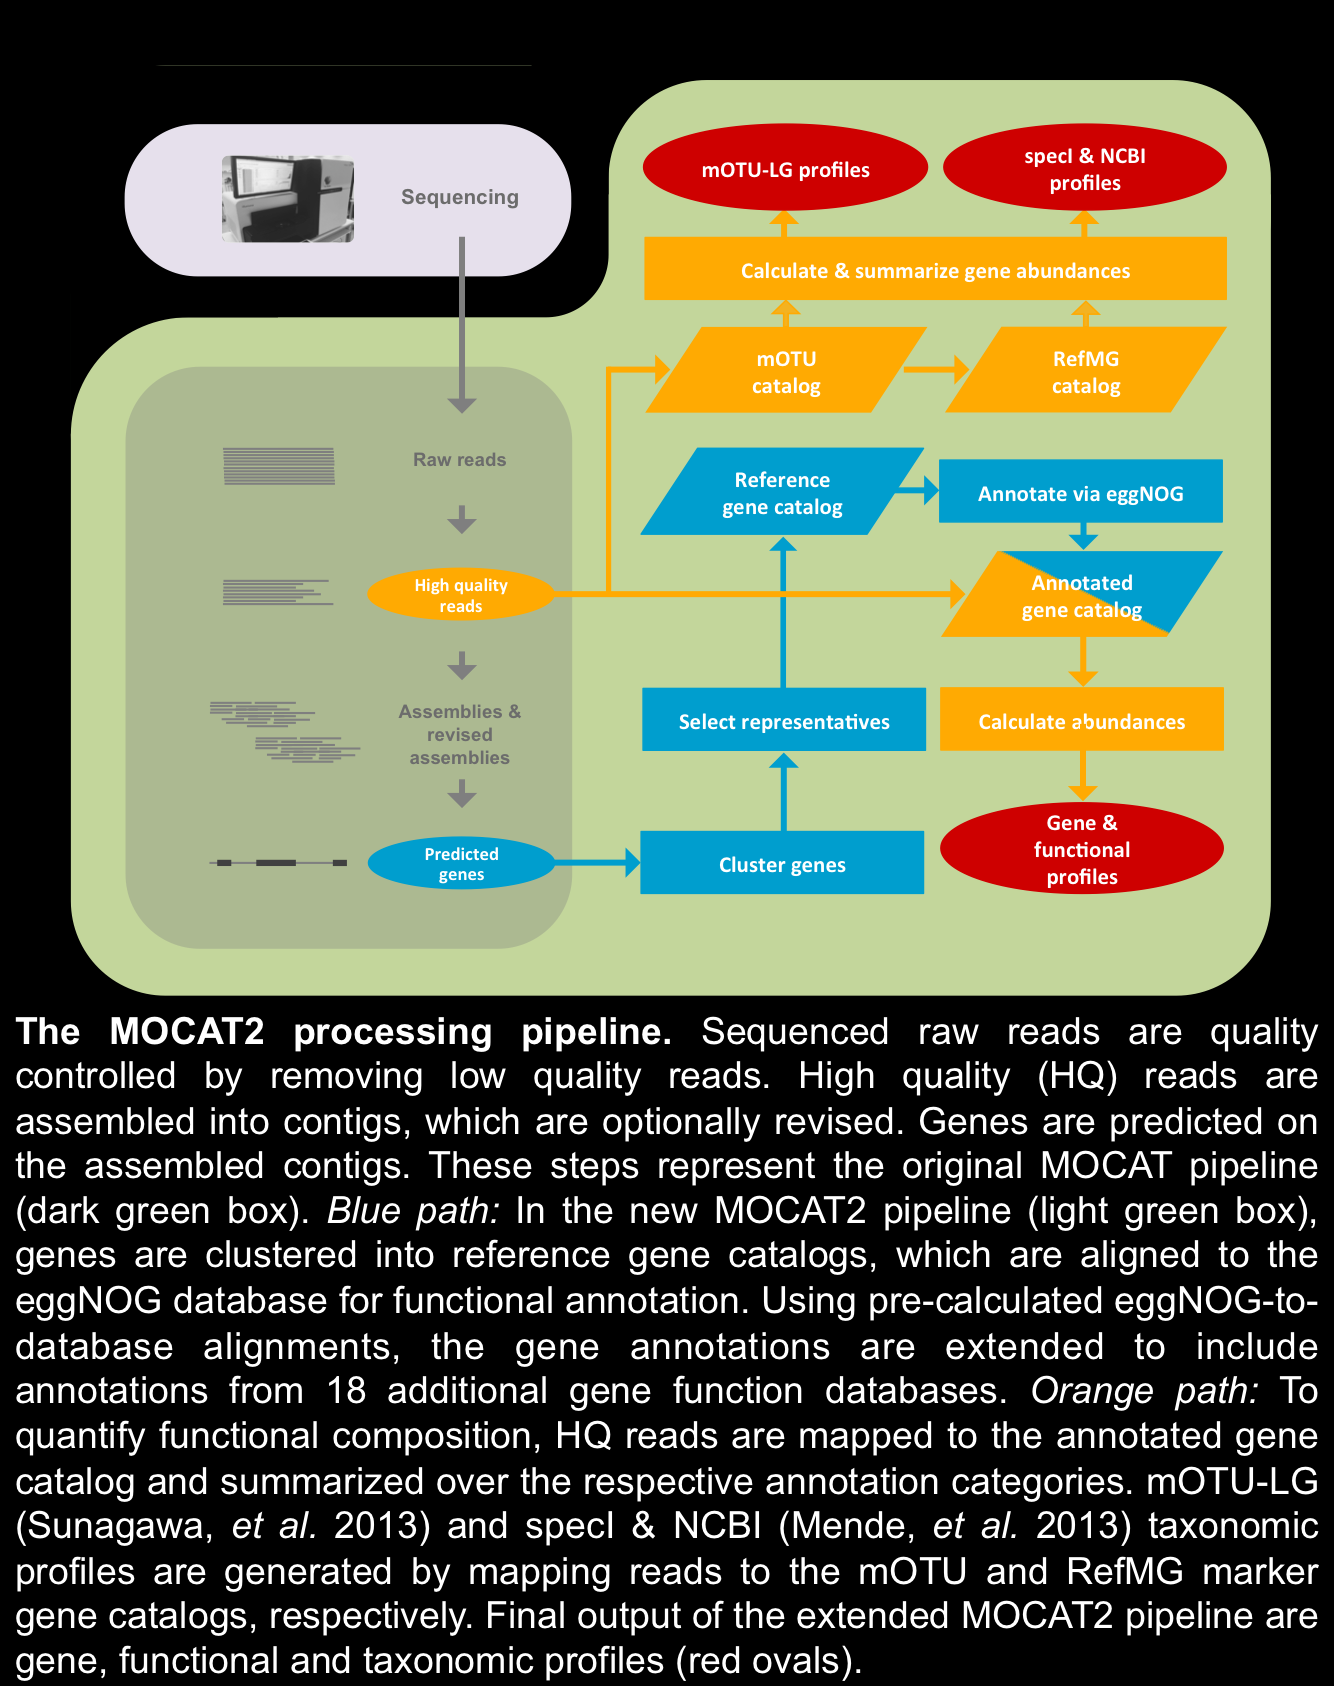 Sequencing
Raw reads
High quality
reads
Assemblies &
revised
assemblies
Predicted
genes
mOTU-LG profiles
specI & NCBI
profiles
Calculate & summarize gene abundances
mOTU
catalog
RefMG
catalog
Reference
gene catalog
Annotate via eggNOG
Annotated
gene catalog
Select representatives
Calculate abundances
Cluster genes
Gene &
functional
profiles
The MOCAT2 processing pipeline. Sequenced raw reads are quality
controlled by removing low quality reads. High quality (HQ) reads are
assembled into contigs, which are optionally revised. Genes are predicted on
the assembled contigs. These steps represent the original MOCAT pipeline
(dark green box). Blue path: In the new MOCAT2 pipeline (light green box),
genes are clustered into reference gene catalogs, which are aligned to the
eggNOG database for functional annotation. Using pre-calculated eggNOG-to-
database alignments, the gene annotations are extended to include
annotations from 18 additional gene function databases. Orange path: To
quantify functional composition, HQ reads are mapped to the annotated gene
catalog and summarized over the respective annotation categories. mOTU-LG
(Sunagawa, et al. 2013) and specI & NCBI (Mende, et al. 2013) taxonomic
profiles are generated by mapping reads to the mOTU and RefMG marker
gene catalogs, respectively. Final output of the extended MOCAT2 pipeline are
gene, functional and taxonomic profiles (red ovals).